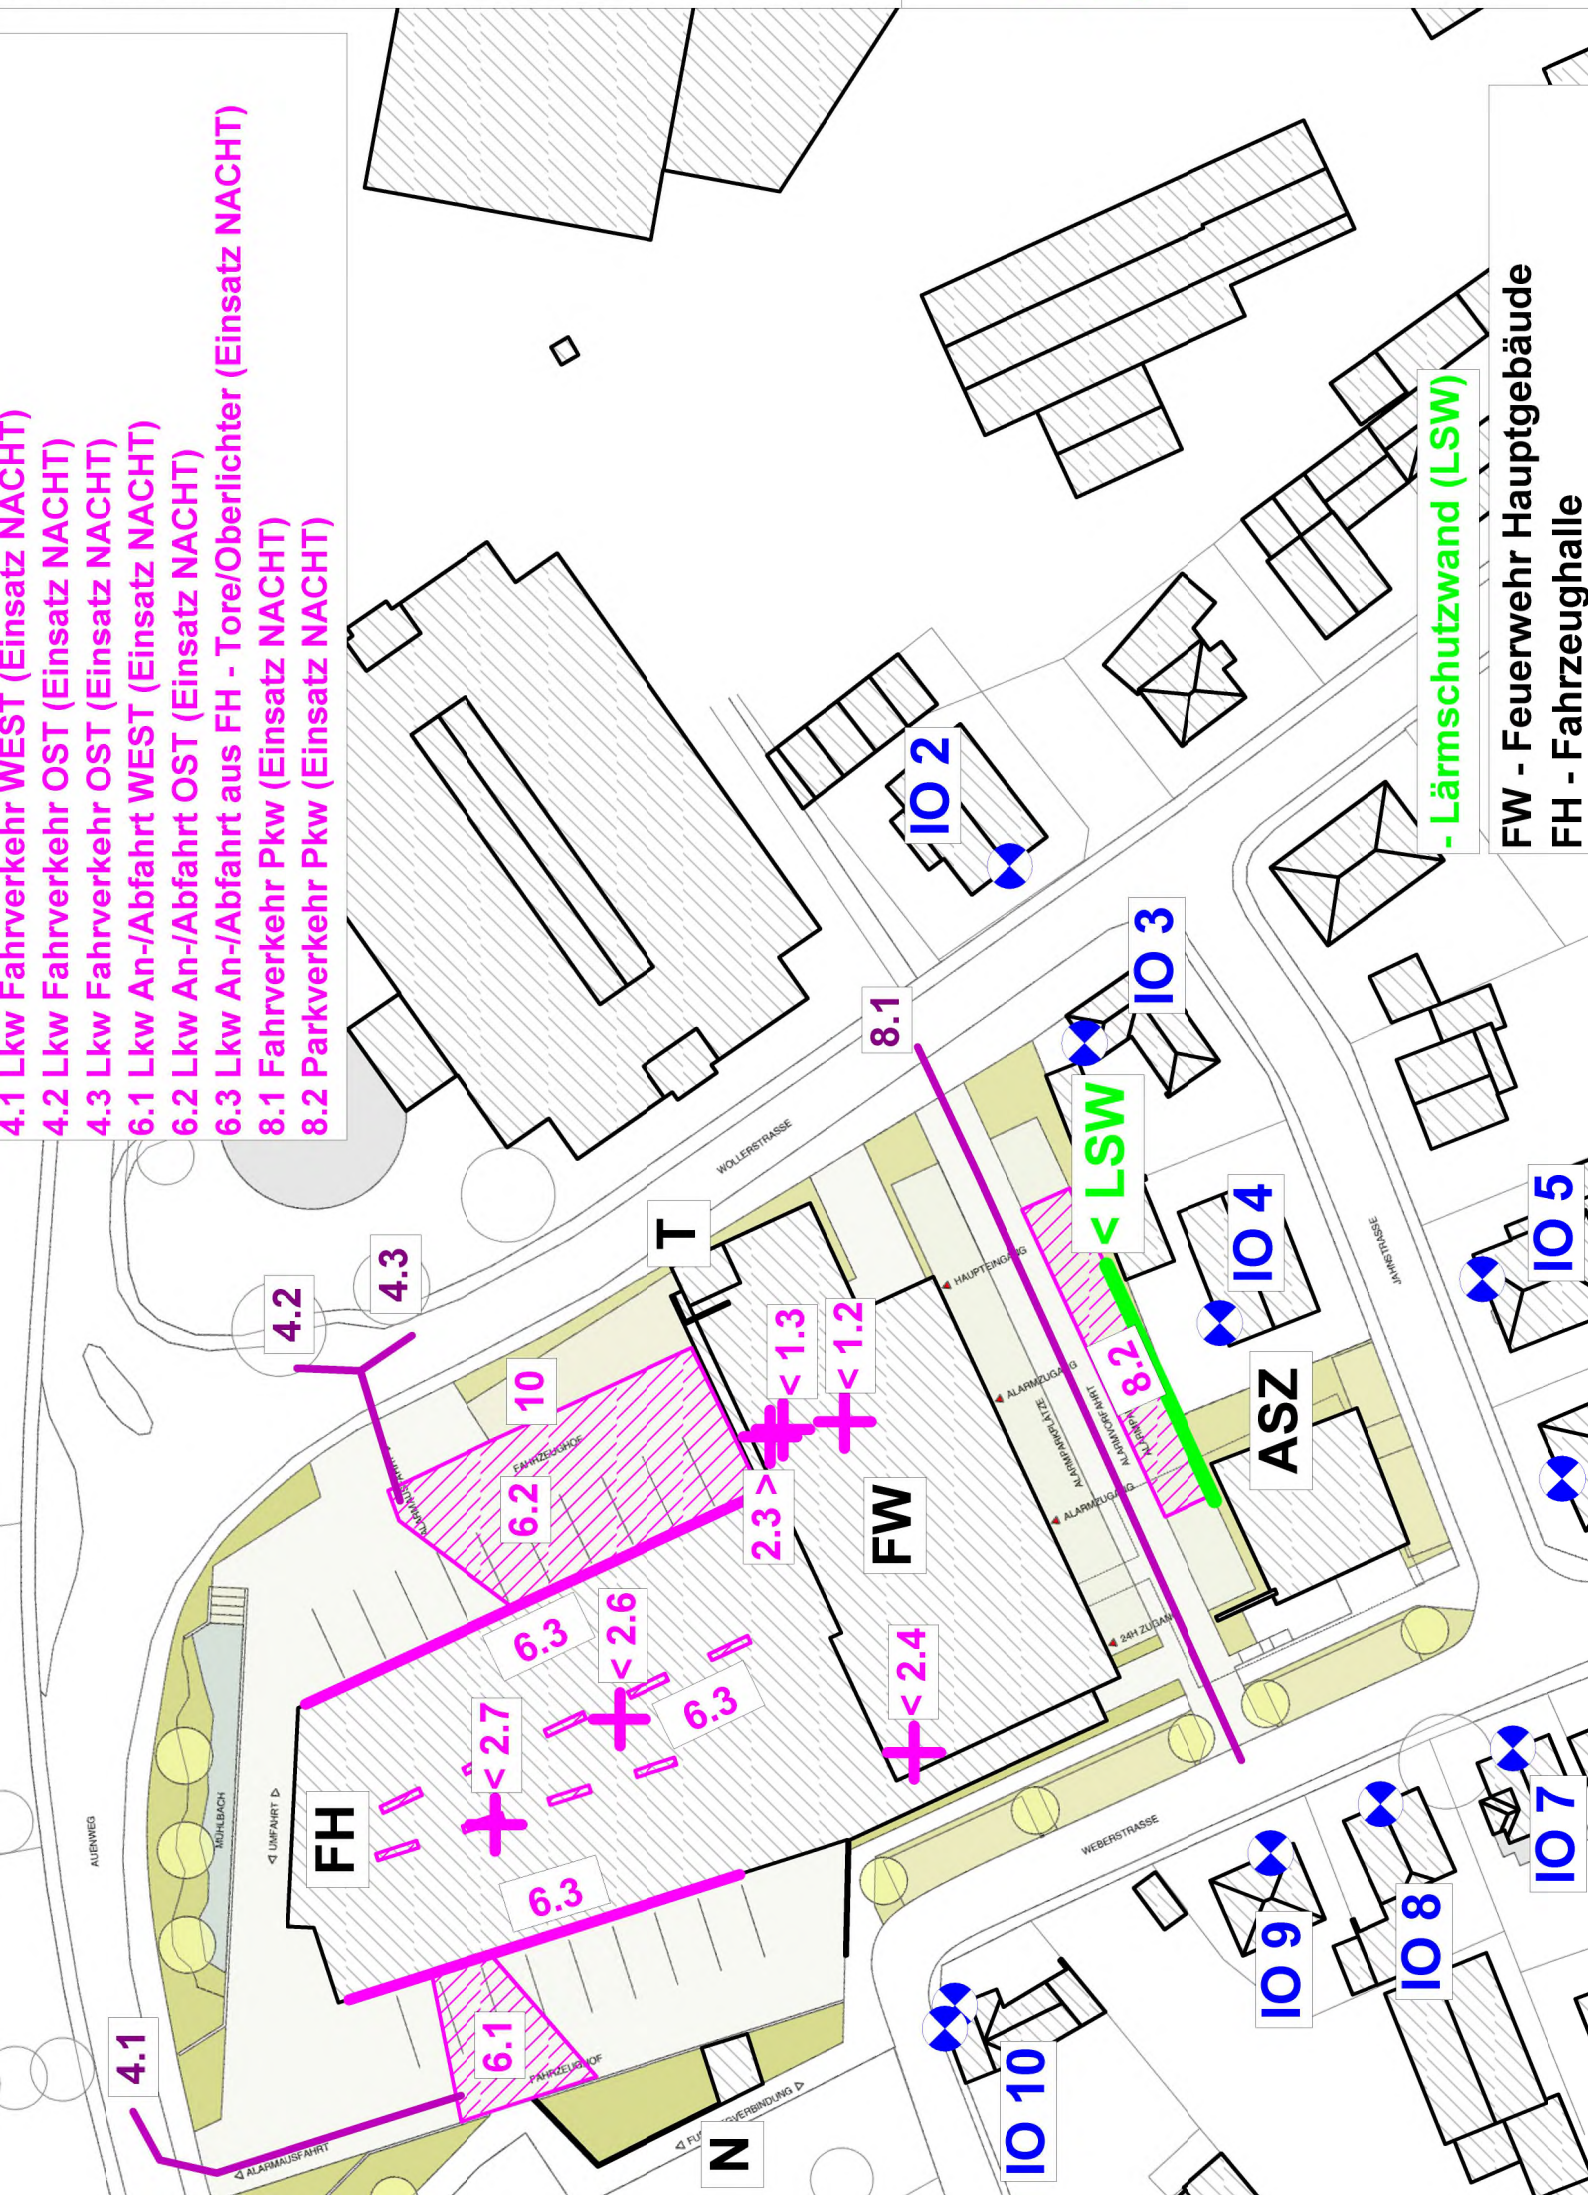 4.1 Lkw Fahrverkehr WEST (Einsatz NACHT)
4.2 Lkw Fahrverkehr OST (Einsatz NACHT)
4.3 Lkw Fahrverkehr OST (Einsatz NACHT)
6.1 Lkw An-/Abfahrt WEST (Einsatz NACHT)
6.2 Lkw An-/Abfahrt OST (Einsatz NACHT)
6.3 Lkw An-/Abfahrt aus FH - Tore/Oberlichter (Einsatz NACHT)
8.1 Fahrverkehr Pkw (Einsatz NACHT)
8.2 Parkverkehr Pkw (Einsatz NACHT)
4.1
4.2
4.3
AUENWEG
MÜHLBACH
UMFAHRT
ALARMAUSFAHRT
FH
6.1
FAHRZEUGHOF
N
6.3
< 2.7
6.3
< 2.6
6.3
6.2
10
FAHRZEUGHOF
T
WOLLERSTRASSE
2.3 >
< 1.3
< 1.2
FW
< 2.4
HAUPTEINGANG
ALARMZUGANG
ALARMZUGANG
24H ZUGANG
ALARMPARKPLÄTZE
ALARMVORFAHRT
8.1
8.2
< LSW
ASZ
WEBERSTRASSE
JAHNSTRASSE
IO 2
IO 3
IO 4
IO 5
IO 7
IO 8
IO 9
IO 10
- Lärmschutzwand (LSW)
FW - Feuerwehr Hauptgebäude
FH - Fahrzeughalle